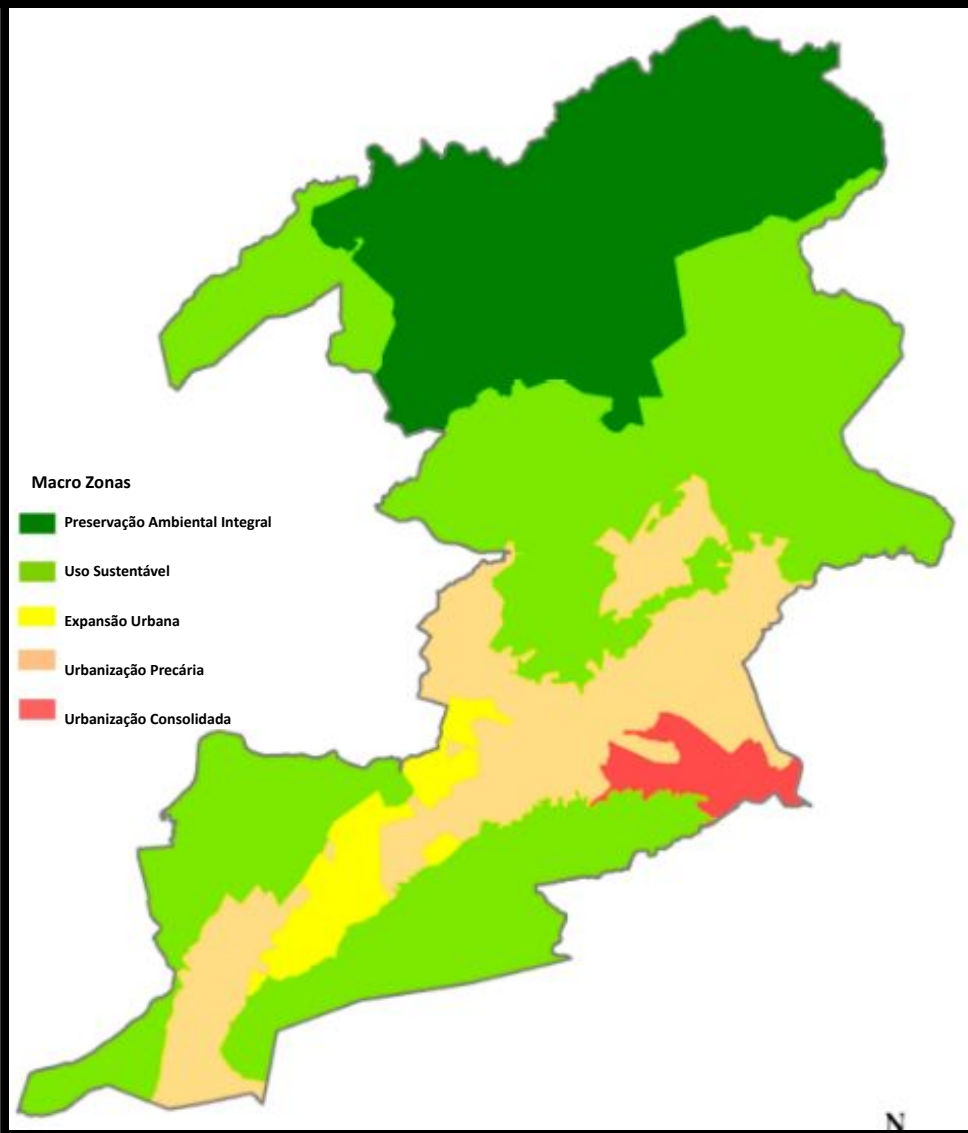 Macro Zonas
Preservação Ambiental Integral
Uso Sustentável
Expansão Urbana
Urbanização Precária
Urbanização Consolidada
N